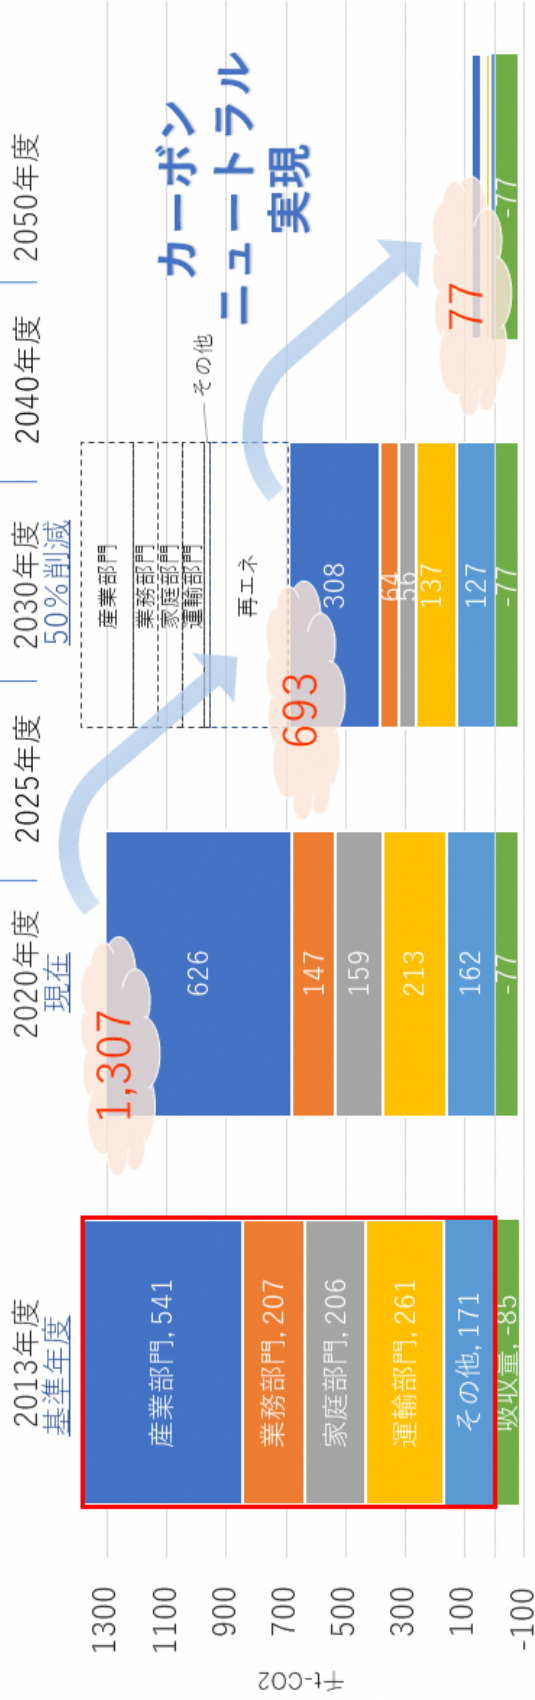 2013年度
基準年度
2020年度
現在
2025年度
2030年度
50%削減
2040年度
2050年度
千t-CO2
1300
1100
900
700
500
300
100
-100
産業部門, 541
業務部門, 207
家庭部門, 206
運輸部門, 261
その他, 171
吸収量, -85
1,307
626
147
159
213
162
-77
産業部門
業務部門
家庭部門
運輸部門
その他
再エネ
693
308
64
56
137
127
-77
カーボン
ニュートラル
実現
77
-77